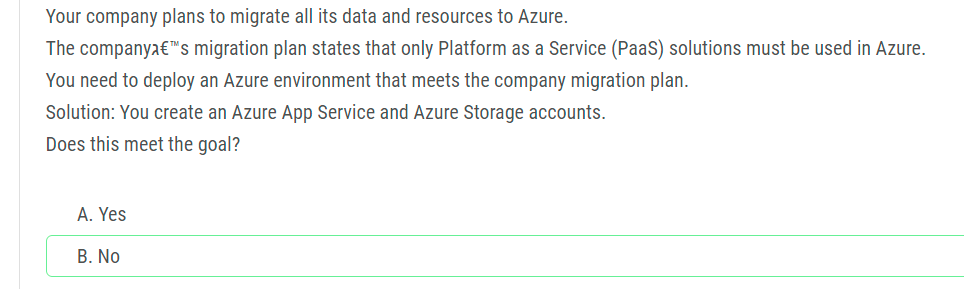 Your company plans to migrate all its data and resources to Azure.
The companyג€™s migration plan states that only Platform as a Service (PaaS) solutions must be used in Azure.
You need to deploy an Azure environment that meets the company migration plan.
Solution: You create an Azure App Service and Azure Storage accounts.
Does this meet the goal?
A. Yes
B. No